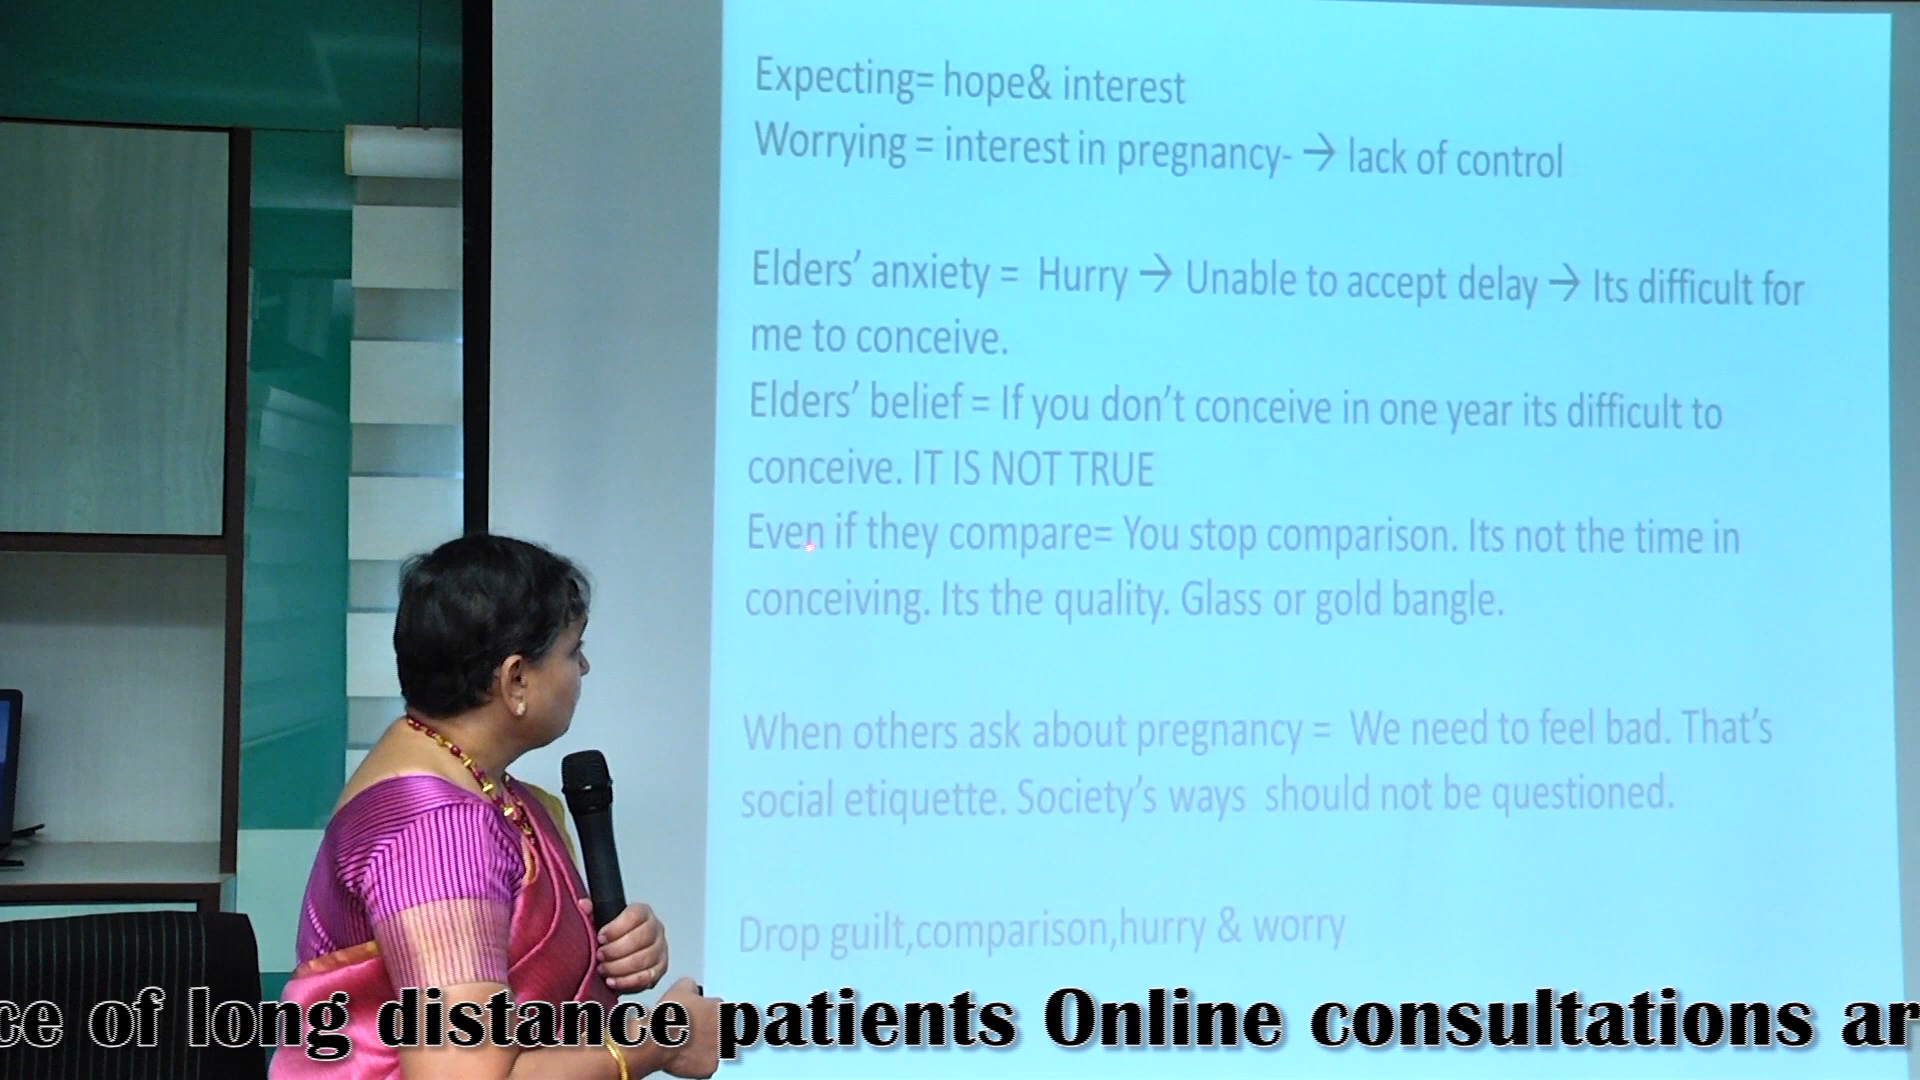 Expecting= hope& interest
Worrying = interest in pregnancy- → lack of control
Elders’ anxiety = Hurry → Unable to accept delay → Its difficult for
me to conceive.
Elders’ belief = If you don’t conceive in one year its difficult to
conceive. IT IS NOT TRUE
Even if they compare= You stop comparison. Its not the time in
conceiving. Its the quality. Glass or gold bangle.
When others ask about pregnancy = We need to feel bad. That’s
social etiquette. Society’s ways should not be questioned.
Drop guilt,comparison,hurry & worry
ce of long distance patients Online consultations ar